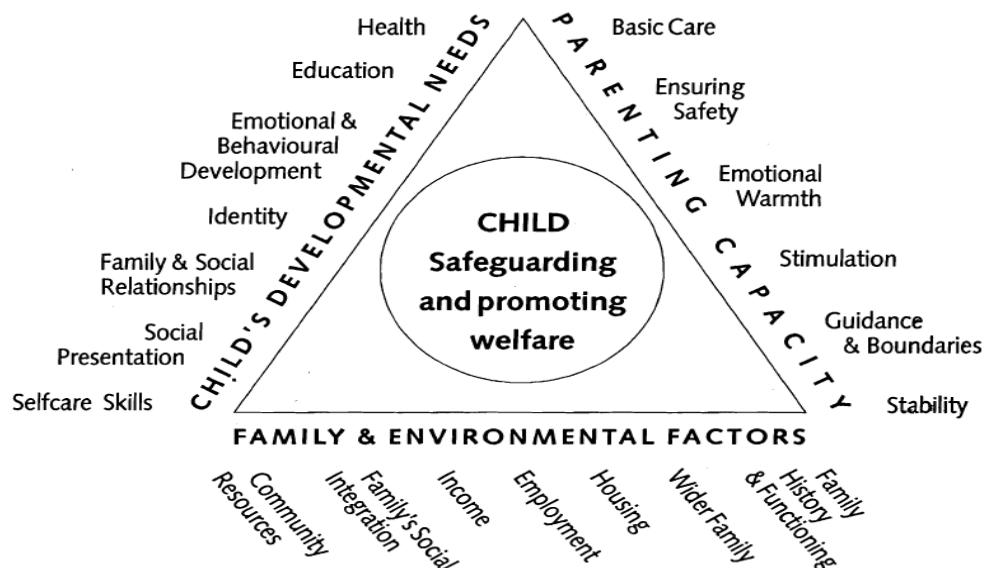 Health
Education
Emotional &
Behavioural
Development
Identity
Family & Social
Relationships
Social
Presentation
Selfcare Skills
CHILD'S DEVELOPMENTAL NEEDS
CHILD
Safeguarding
and promoting
welfare
PARENTING CAPACITY
Basic Care
Ensuring
Safety
Emotional
Warmth
Stimulation
Guidance
& Boundaries
Stability
FAMILY & ENVIRONMENTAL FACTORS
Community
Resources
Family's Social
Integration
Income
Employment
Housing
Wider Family
Family
History
& Functioning